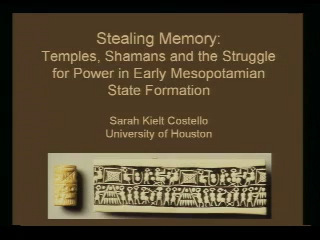 Stealing Memory:
Temples, Shamans and the Struggle
for Power in Early Mesopotamian
State Formation
Sarah Kielt Costello
University of Houston